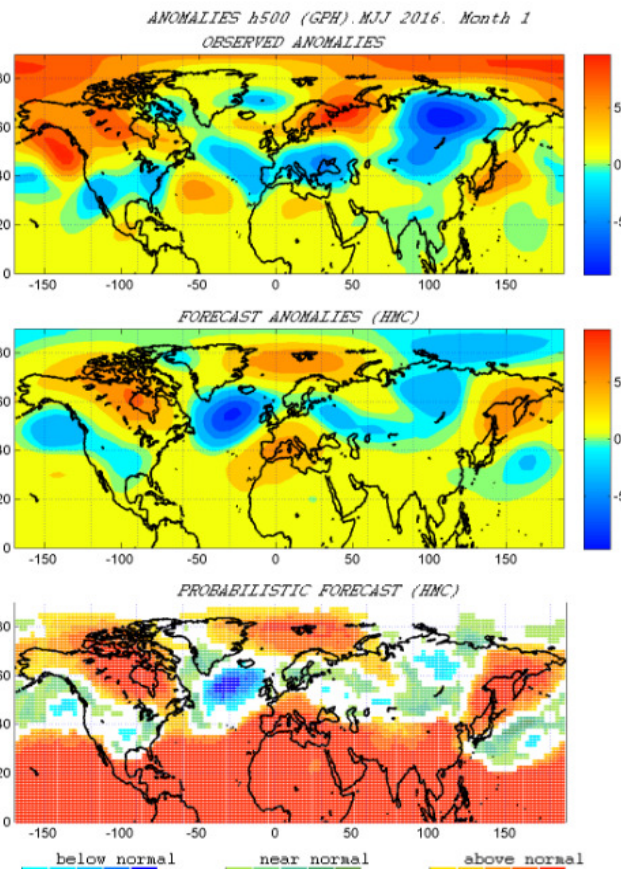 ANOMALIES h500 (GPH).MJJ 2016. Month 1
OBSERVED ANOMALIES
80
60
40
20
0
-150 -100 -50 0 50 100 150
5
0
-5
FORECAST ANOMALIES (HMC)
80
60
40
20
0
-150 -100 -50 0 50 100 150
5
0
-5
PROBABILISTIC FORECAST (HMC)
80
60
40
20
0
-150 -100 -50 0 50 100 150
below normal near normal above normal